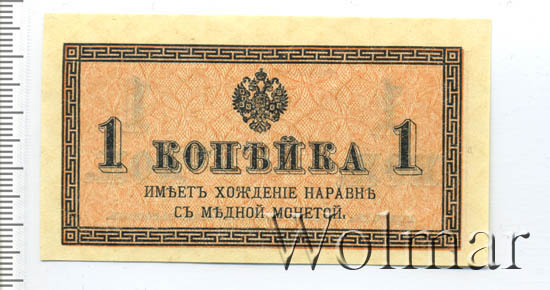 1 КОПѢЙКА 1
ИМѢЕТЪ ХОЖДЕНІЕ НАРАВНѢ
СЪ МѢДНОЙ МОНЕТОЙ.
Wolmar